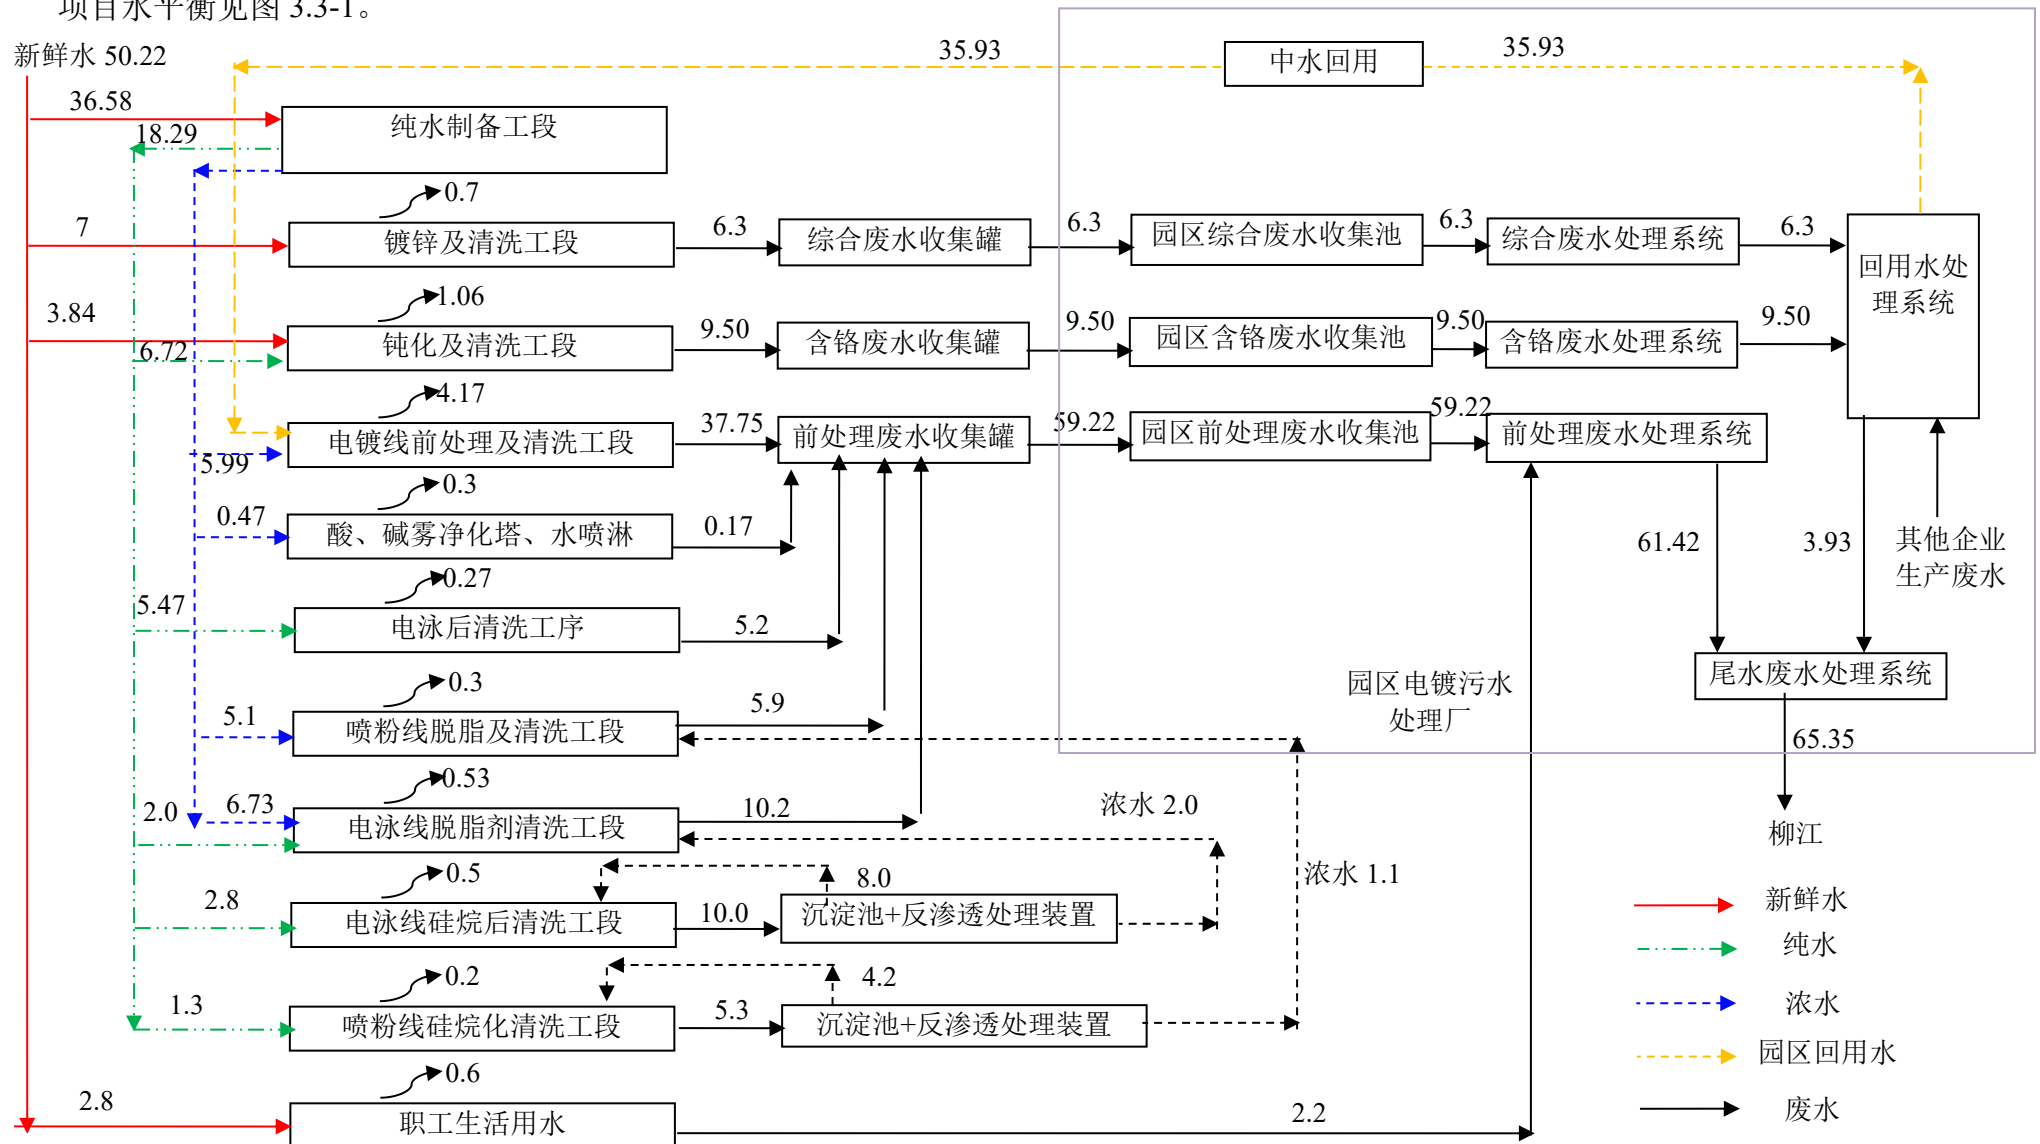 项目水平衡见图 3.3-1。
新鲜水 50.22
35.93
中水回用
35.93
36.58
纯水制备工段
18.29
0.7
7
镀锌及清洗工段
6.3
综合废水收集罐
6.3
园区综合废水收集池
6.3
综合废水处理系统
6.3
回用水处
理系统
1.06
3.84
钝化及清洗工段
9.50
含铬废水收集罐
9.50
园区含铬废水收集池
9.50
含铬废水处理系统
9.50
6.72
4.17
电镀线前处理及清洗工段
37.75
前处理废水收集罐
59.22
园区前处理废水收集池
59.22
前处理废水处理系统
5.99
0.3
0.47
酸、碱雾净化塔、水喷淋
0.17
61.42
3.93
其他企业
生产废水
0.27
5.47
电泳后清洗工序
5.2
尾水废水处理系统
园区电镀污水
处理厂
0.3
5.1
喷粉线脱脂及清洗工段
5.9
65.35
0.53
2.0
6.73
电泳线脱脂剂清洗工段
10.2
浓水 2.0
柳江
0.5
8.0
浓水 1.1
2.8
电泳线硅烷后清洗工段
10.0
沉淀池+反渗透处理装置
新鲜水
纯水
0.2
4.2
1.3
喷粉线硅烷化清洗工段
5.3
沉淀池+反渗透处理装置
浓水
园区回用水
0.6
2.8
职工生活用水
2.2
废水